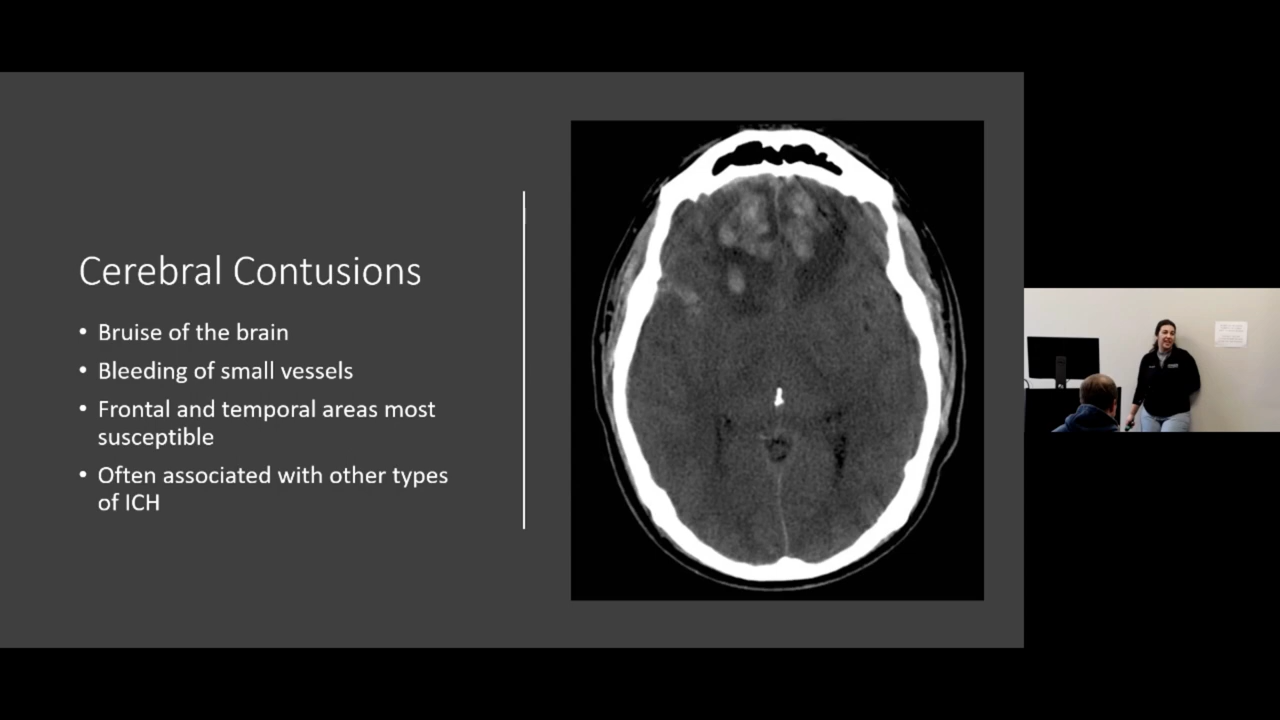 Cerebral Contusions
• Bruise of the brain
• Bleeding of small vessels
• Frontal and temporal areas most
susceptible
• Often associated with other types
of ICH